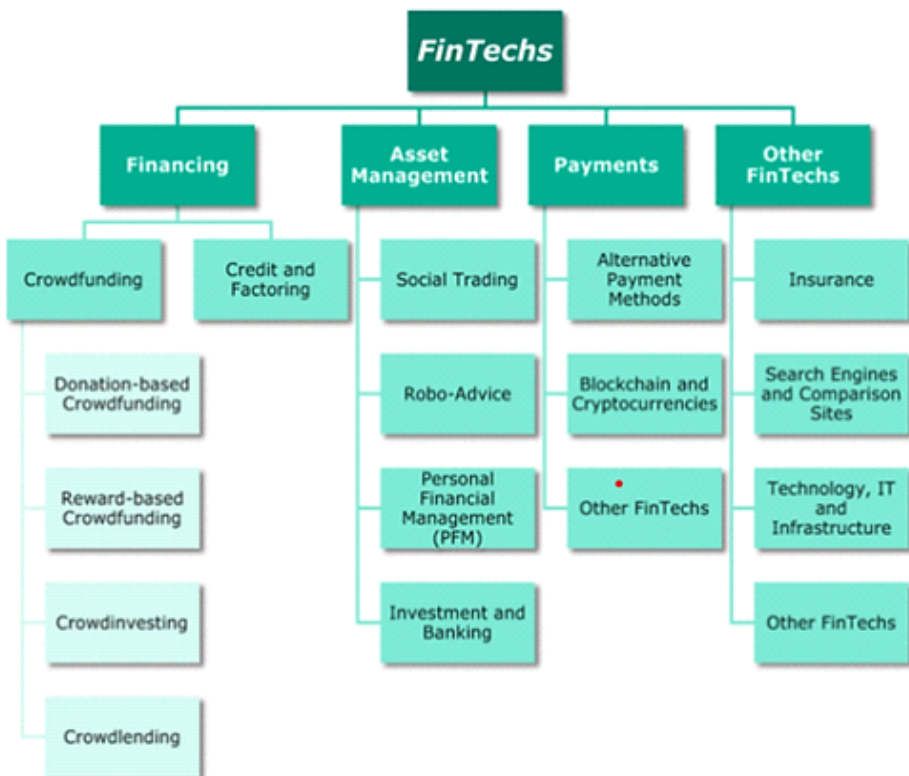 FinTechs
Financing
Asset
Management
Payments
Other
FinTechs
Crowdfunding
Credit and
Factoring
Social Trading
Alternative
Payment
Methods
Insurance
Donation-based
Crowdfunding
Robo-Advice
Blockchain and
Cryptocurrencies
Search Engines
and Comparison
Sites
Reward-based
Crowdfunding
Personal
Financial
Management
(PFM)
Other FinTechs
Technology, IT
and
Infrastructure
Crowdinvesting
Investment and
Banking
Other FinTechs
Crowdlending